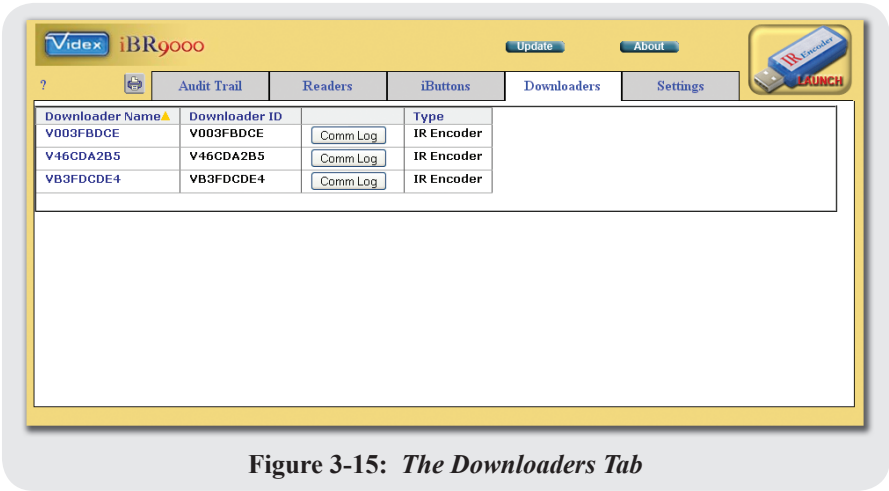 Videx iBR9000 Update About IR Encoder LAUNCH
? Audit Trail Readers iButtons Downloaders Settings
Downloader Name Downloader ID Type
V003FBDCE V003FBDCE Comm Log IR Encoder
V46CDA2B5 V46CDA2B5 Comm Log IR Encoder
VB3FDCDE4 VB3FDCDE4 Comm Log IR Encoder
Figure 3-15: The Downloaders Tab